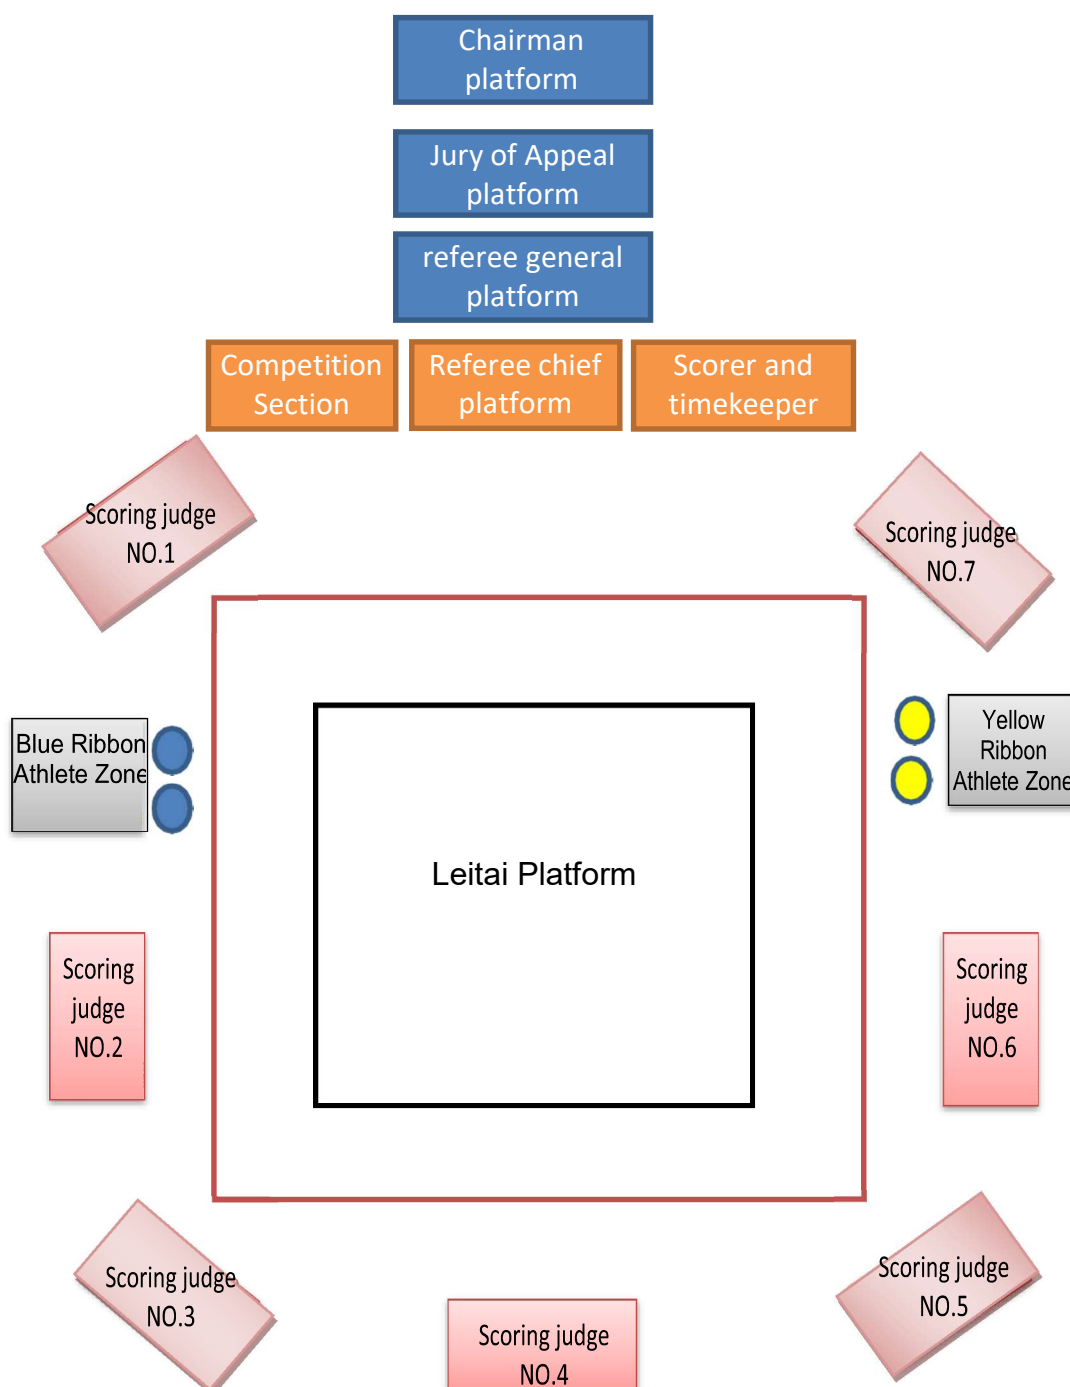 Chairman
platform
Jury of Appeal
platform
referee general
platform
Competition
Section
Referee chief
platform
Scorer and
timekeeper
Scoring judge
NO.1
Scoring judge
NO.7
Blue Ribbon
Athlete Zone
Yellow
Ribbon
Athlete Zone
Leitai Platform
Scoring
judge
NO.2
Scoring
judge
NO.6
Scoring judge
NO.3
Scoring judge
NO.5
Scoring judge
NO.4